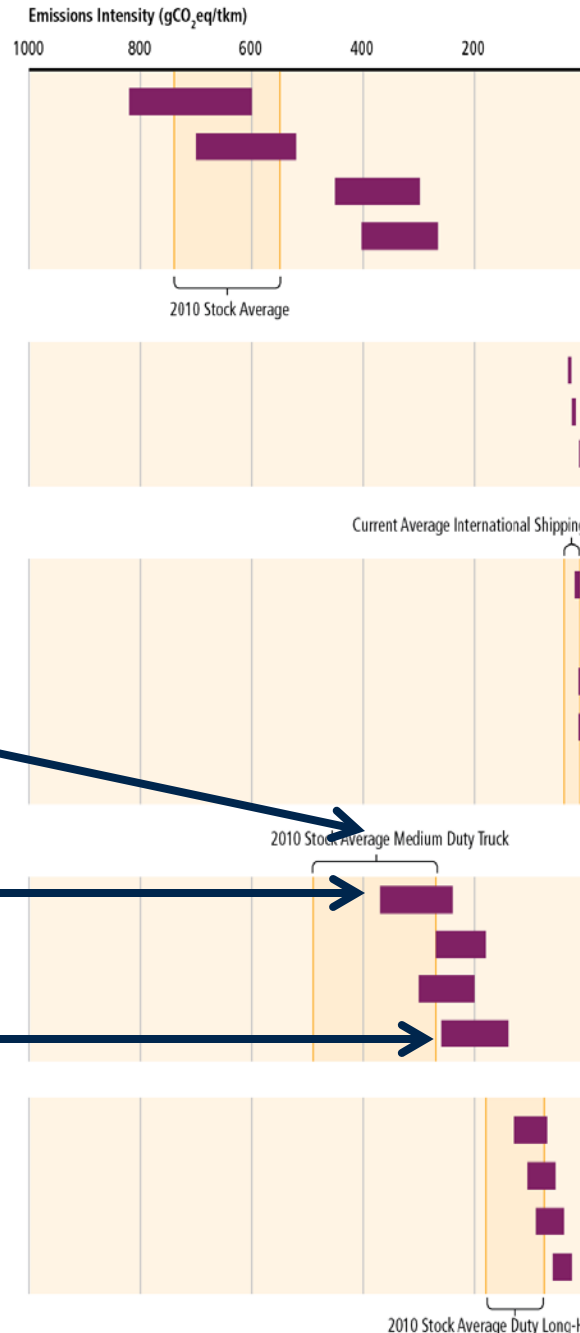 Emissions Intensity (gCO₂eq/tkm)
1000 800 600 400 200
2010 Stock Average
Current Average International Shipping
2010 Stock Average Medium Duty Truck
2010 Stock Average Duty Long-H